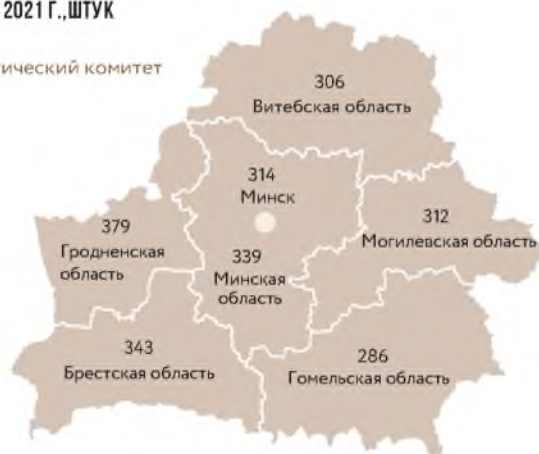 2021 Г., ШТУК
тический комитет
306
Витебская область
314
Минск
379
Гродненская
область
339
Минская
область
312
Могилевская область
343
Брестская область
286
Гомельская область